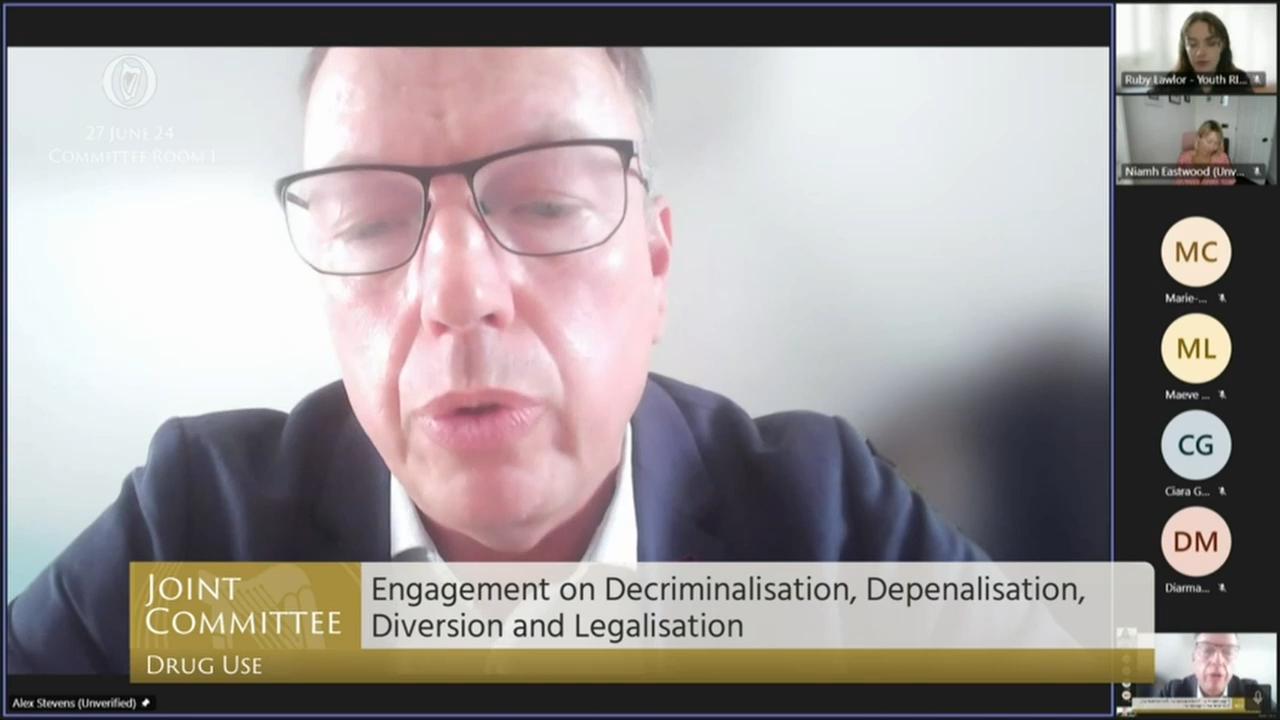 27 June 24
Committee Room 1
Joint
Committee
Drug Use
Engagement on Decriminalisation, Depenalisation,
Diversion and Legalisation
Alex Stevens (Unverified)
Ruby Lawlor - Youth RI...
Niamh Eastwood (Unv...
MC
Marie-...
ML
Maeve ...
CG
Ciara G...
DM
Diarma...